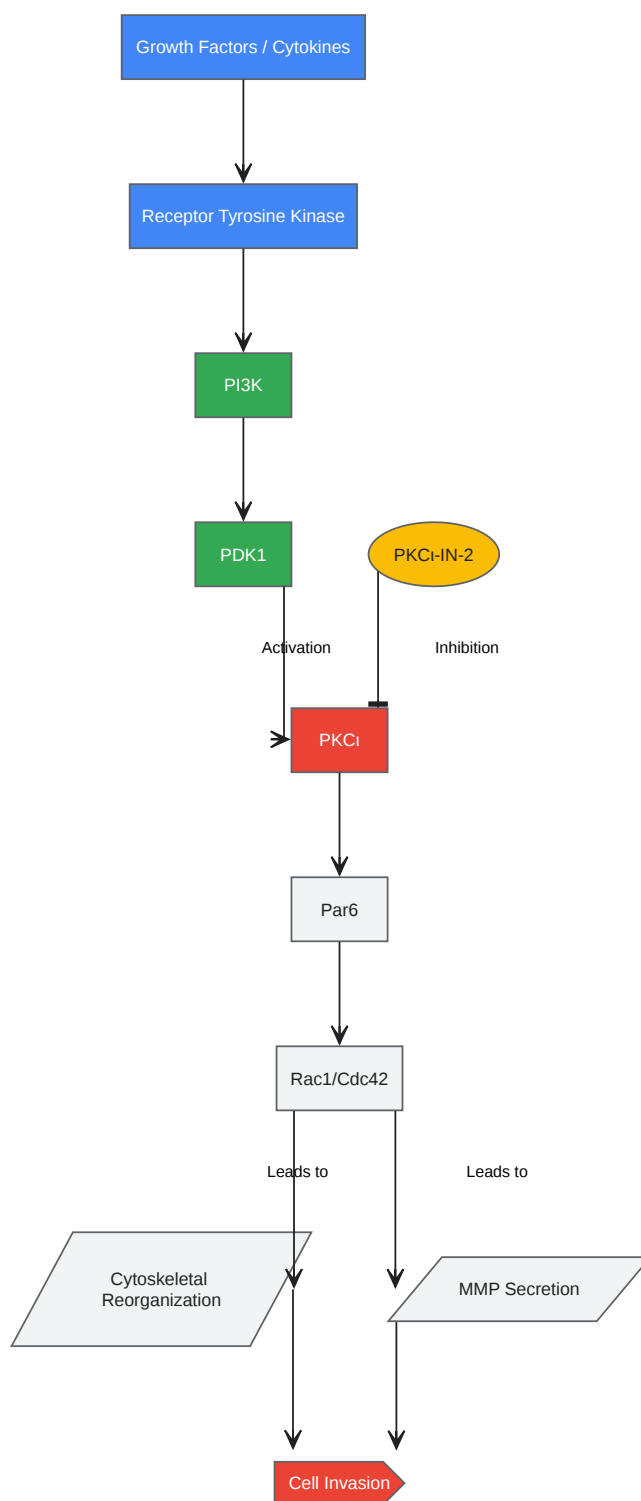 Growth Factors / Cytokines
Receptor Tyrosine Kinase
PI3K
PDK1
PKCι-IN-2
Activation
Inhibition
PKCι
Par6
Rac1/Cdc42
Leads to
Leads to
Cytoskeletal
Reorganization
MMP Secretion
Cell Invasion